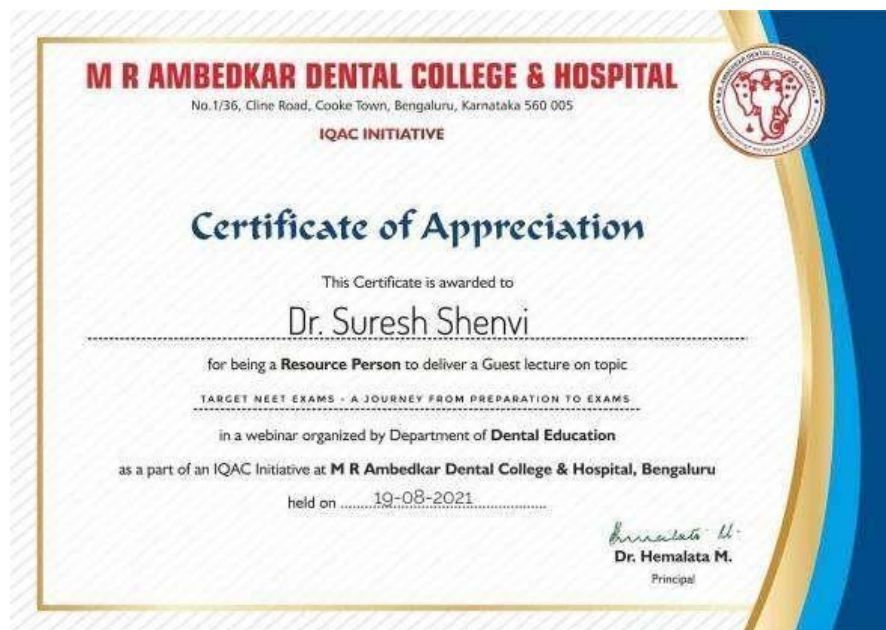 M R AMBEDKAR DENTAL COLLEGE & HOSPITAL
No.1/36, Cline Road, Cooke Town, Bengaluru, Karnataka 560 005
IQAC INITIATIVE
Certificate of Appreciation
This Certificate is awarded to
Dr. Suresh Shenvi
for being a Resource Person to deliver a Guest lecture on topic
TARGET NEET EXAMS - A JOURNEY FROM PREPARATION TO EXAMS
in a webinar organized by Department of Dental Education
as a part of an IQAC Initiative at M R Ambedkar Dental College & Hospital, Bengaluru
held on 19-08-2021
Dr. Hemalata M.
Principal